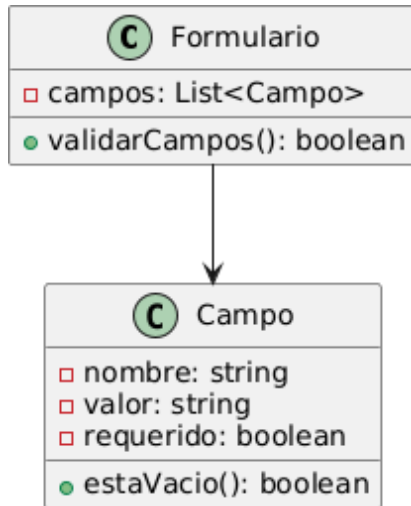 C Formulario
campos: List<Campo>
validarCampos(): boolean
C Campo
nombre: string
valor: string
requerido: boolean
estaVacio(): boolean